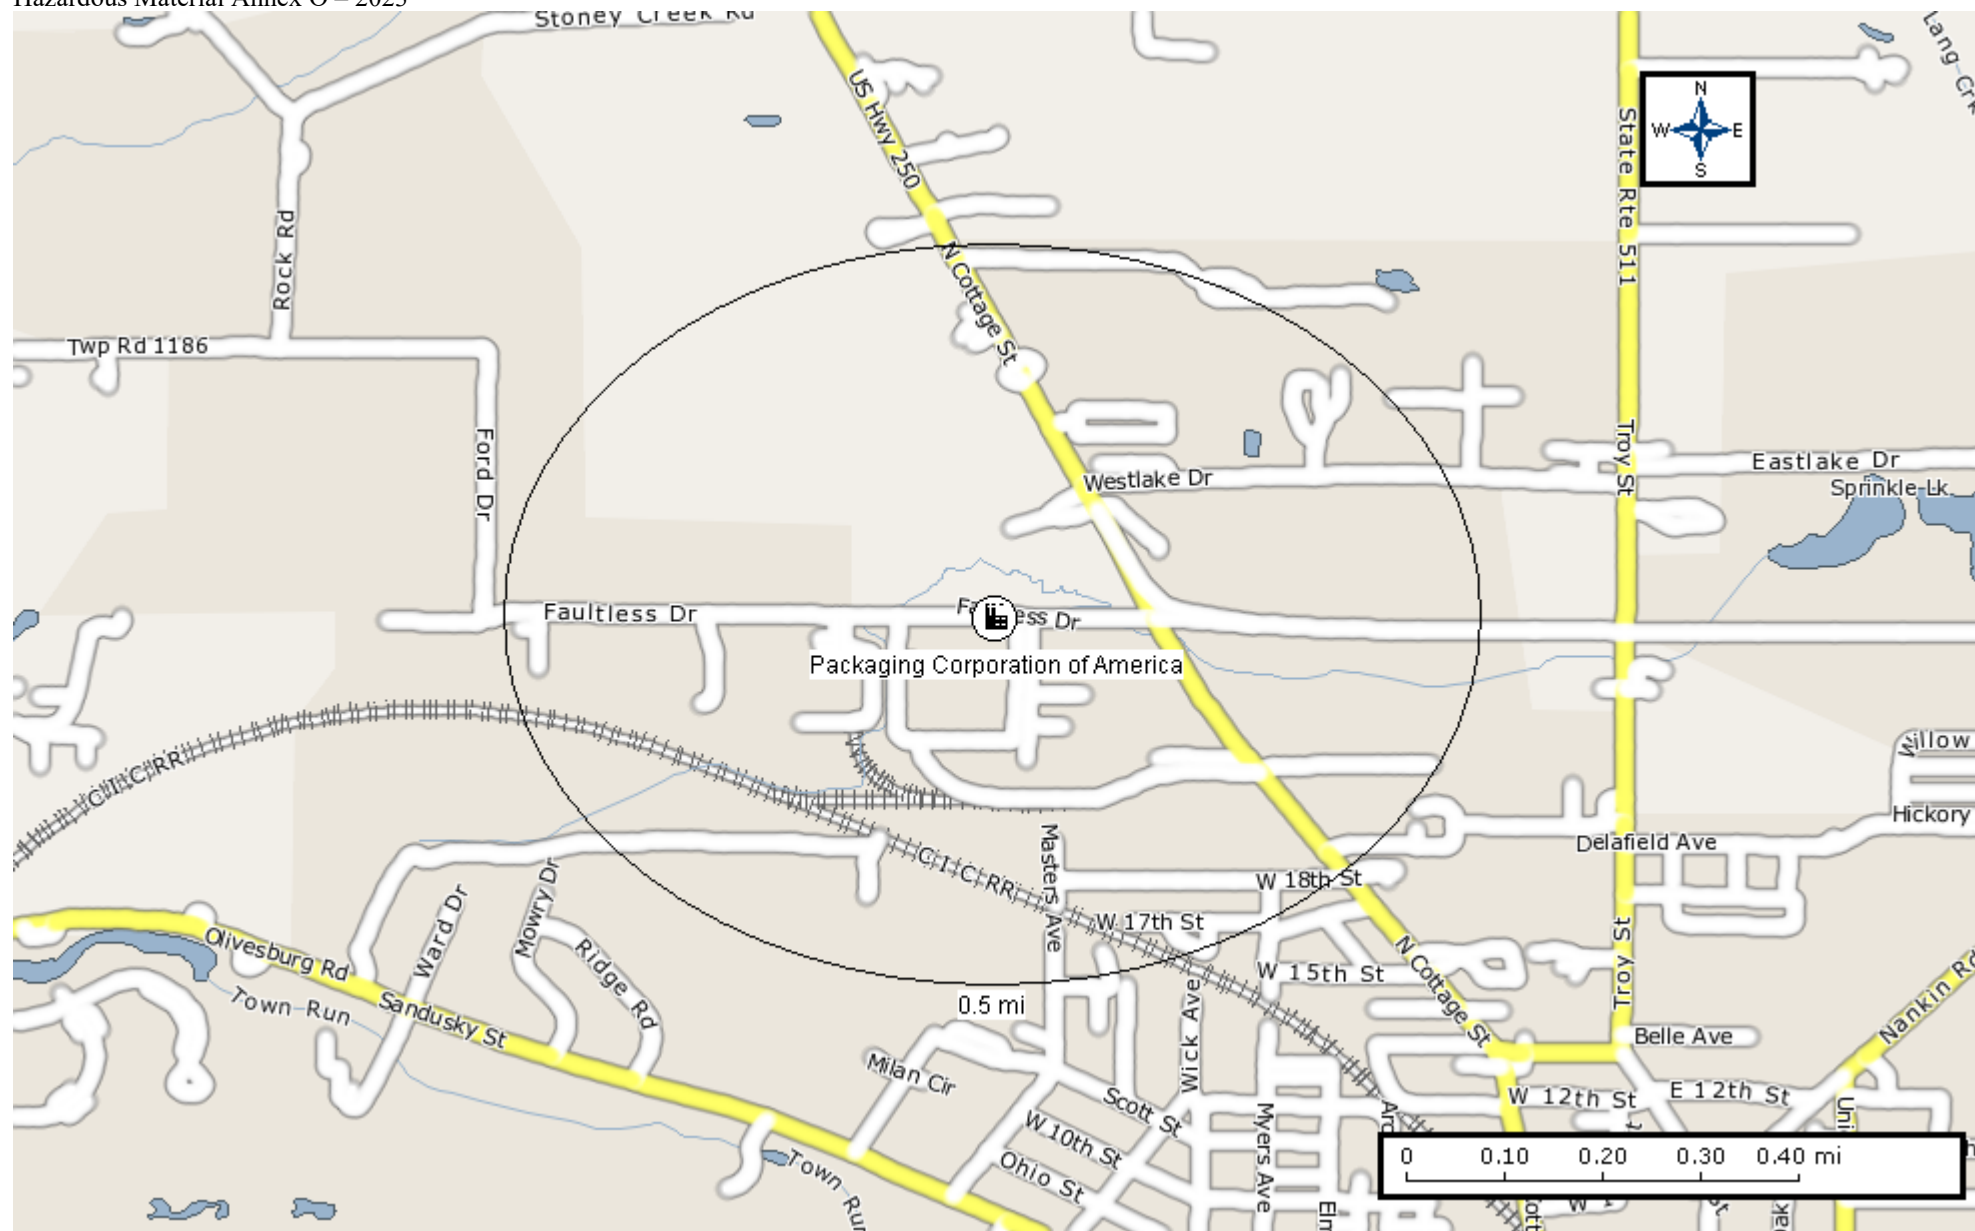 Hazardous Material Annex O – 2023
Stoney Creek Rd
US Hwy 250
State Rte 511
N
W
E
S
Rock Rd
N Cottage St
Twp Rd 1186
Ford Dr
Westlake Dr
Troy St
Eastlake Dr
Sprinkle Lk
Faultless Dr
Packaging Corporation of America
C I C RR
Willow
Hickory
Delafield Ave
Masters Ave
C I C RR
W 18th St
W 17th St
Mowry Dr
Ward Dr
Ridge Rd
Olivesburg Rd
Town Run
Sandusky St
0.5 mi
W 15th St
N Cottage St
Troy St
Nankin Rd
Belle Ave
Wick Ave
Milan Cir
Scott St
W 10th St
Ohio St
Myers Ave
W 12th St
E 12th St
0 0.10 0.20 0.30 0.40 mi
Town Run